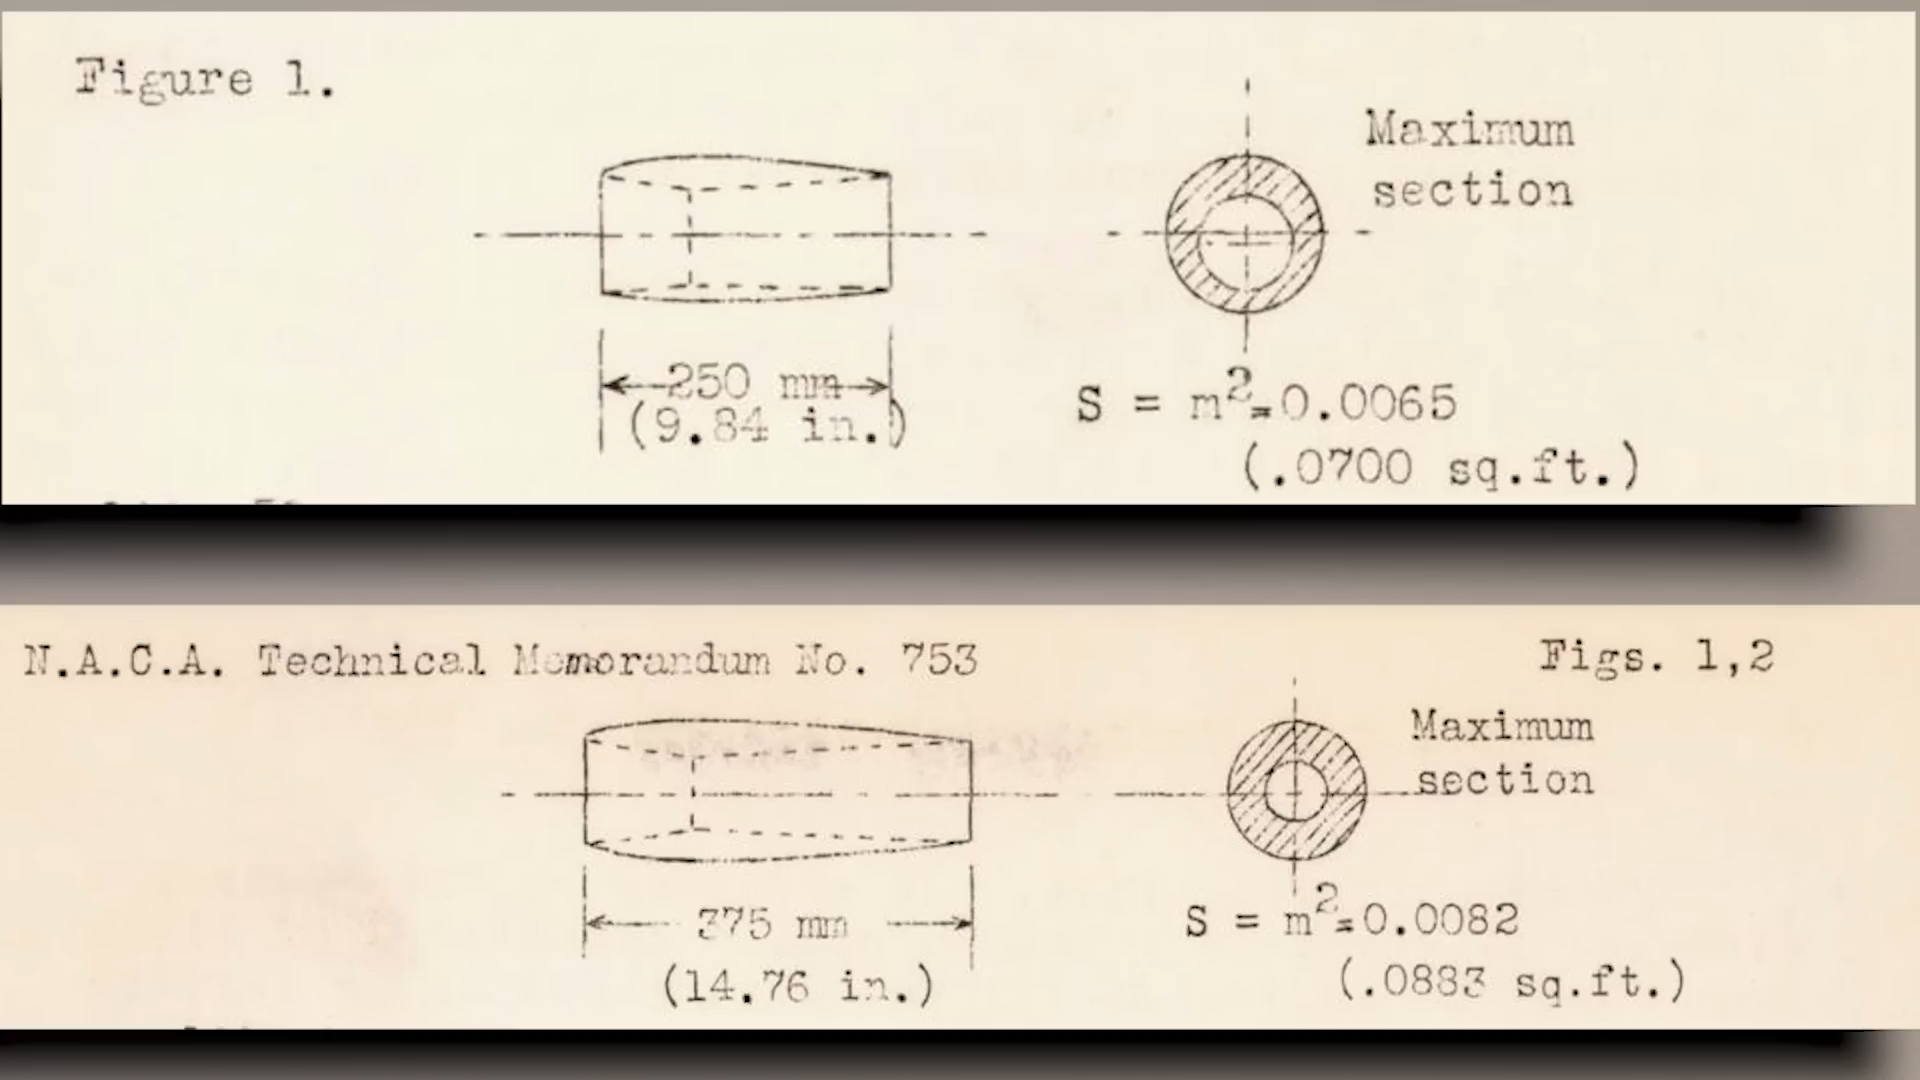 Figure 1.
Maximum
section
250 mm
(9.84 in.)
S = m²=0.0065
(.0700 sq.ft.)
N.A.C.A. Technical Memorandum No. 753
Figs. 1,2
Maximum
section
375 mm
(14.76 in.)
S = m²=0.0082
(.0883 sq.ft.)